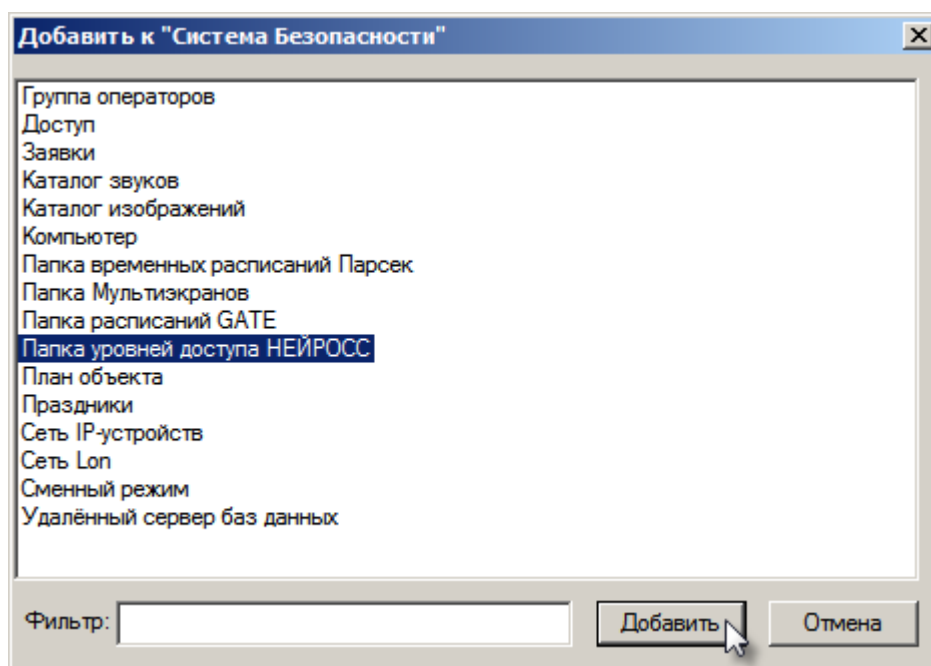 Добавить к "Система Безопасности"
Группа операторов
Доступ
Заявки
Каталог звуков
Каталог изображений
Компьютер
Папка временных расписаний Парсек
Папка Мультиэкранов
Папка расписаний GATE
Папка уровней доступа НЕЙРОСС
План объекта
Праздники
Сеть IP-устройств
Сеть Lon
Сменный режим
Удалённый сервер баз данных
Фильтр: Добавить Отмена